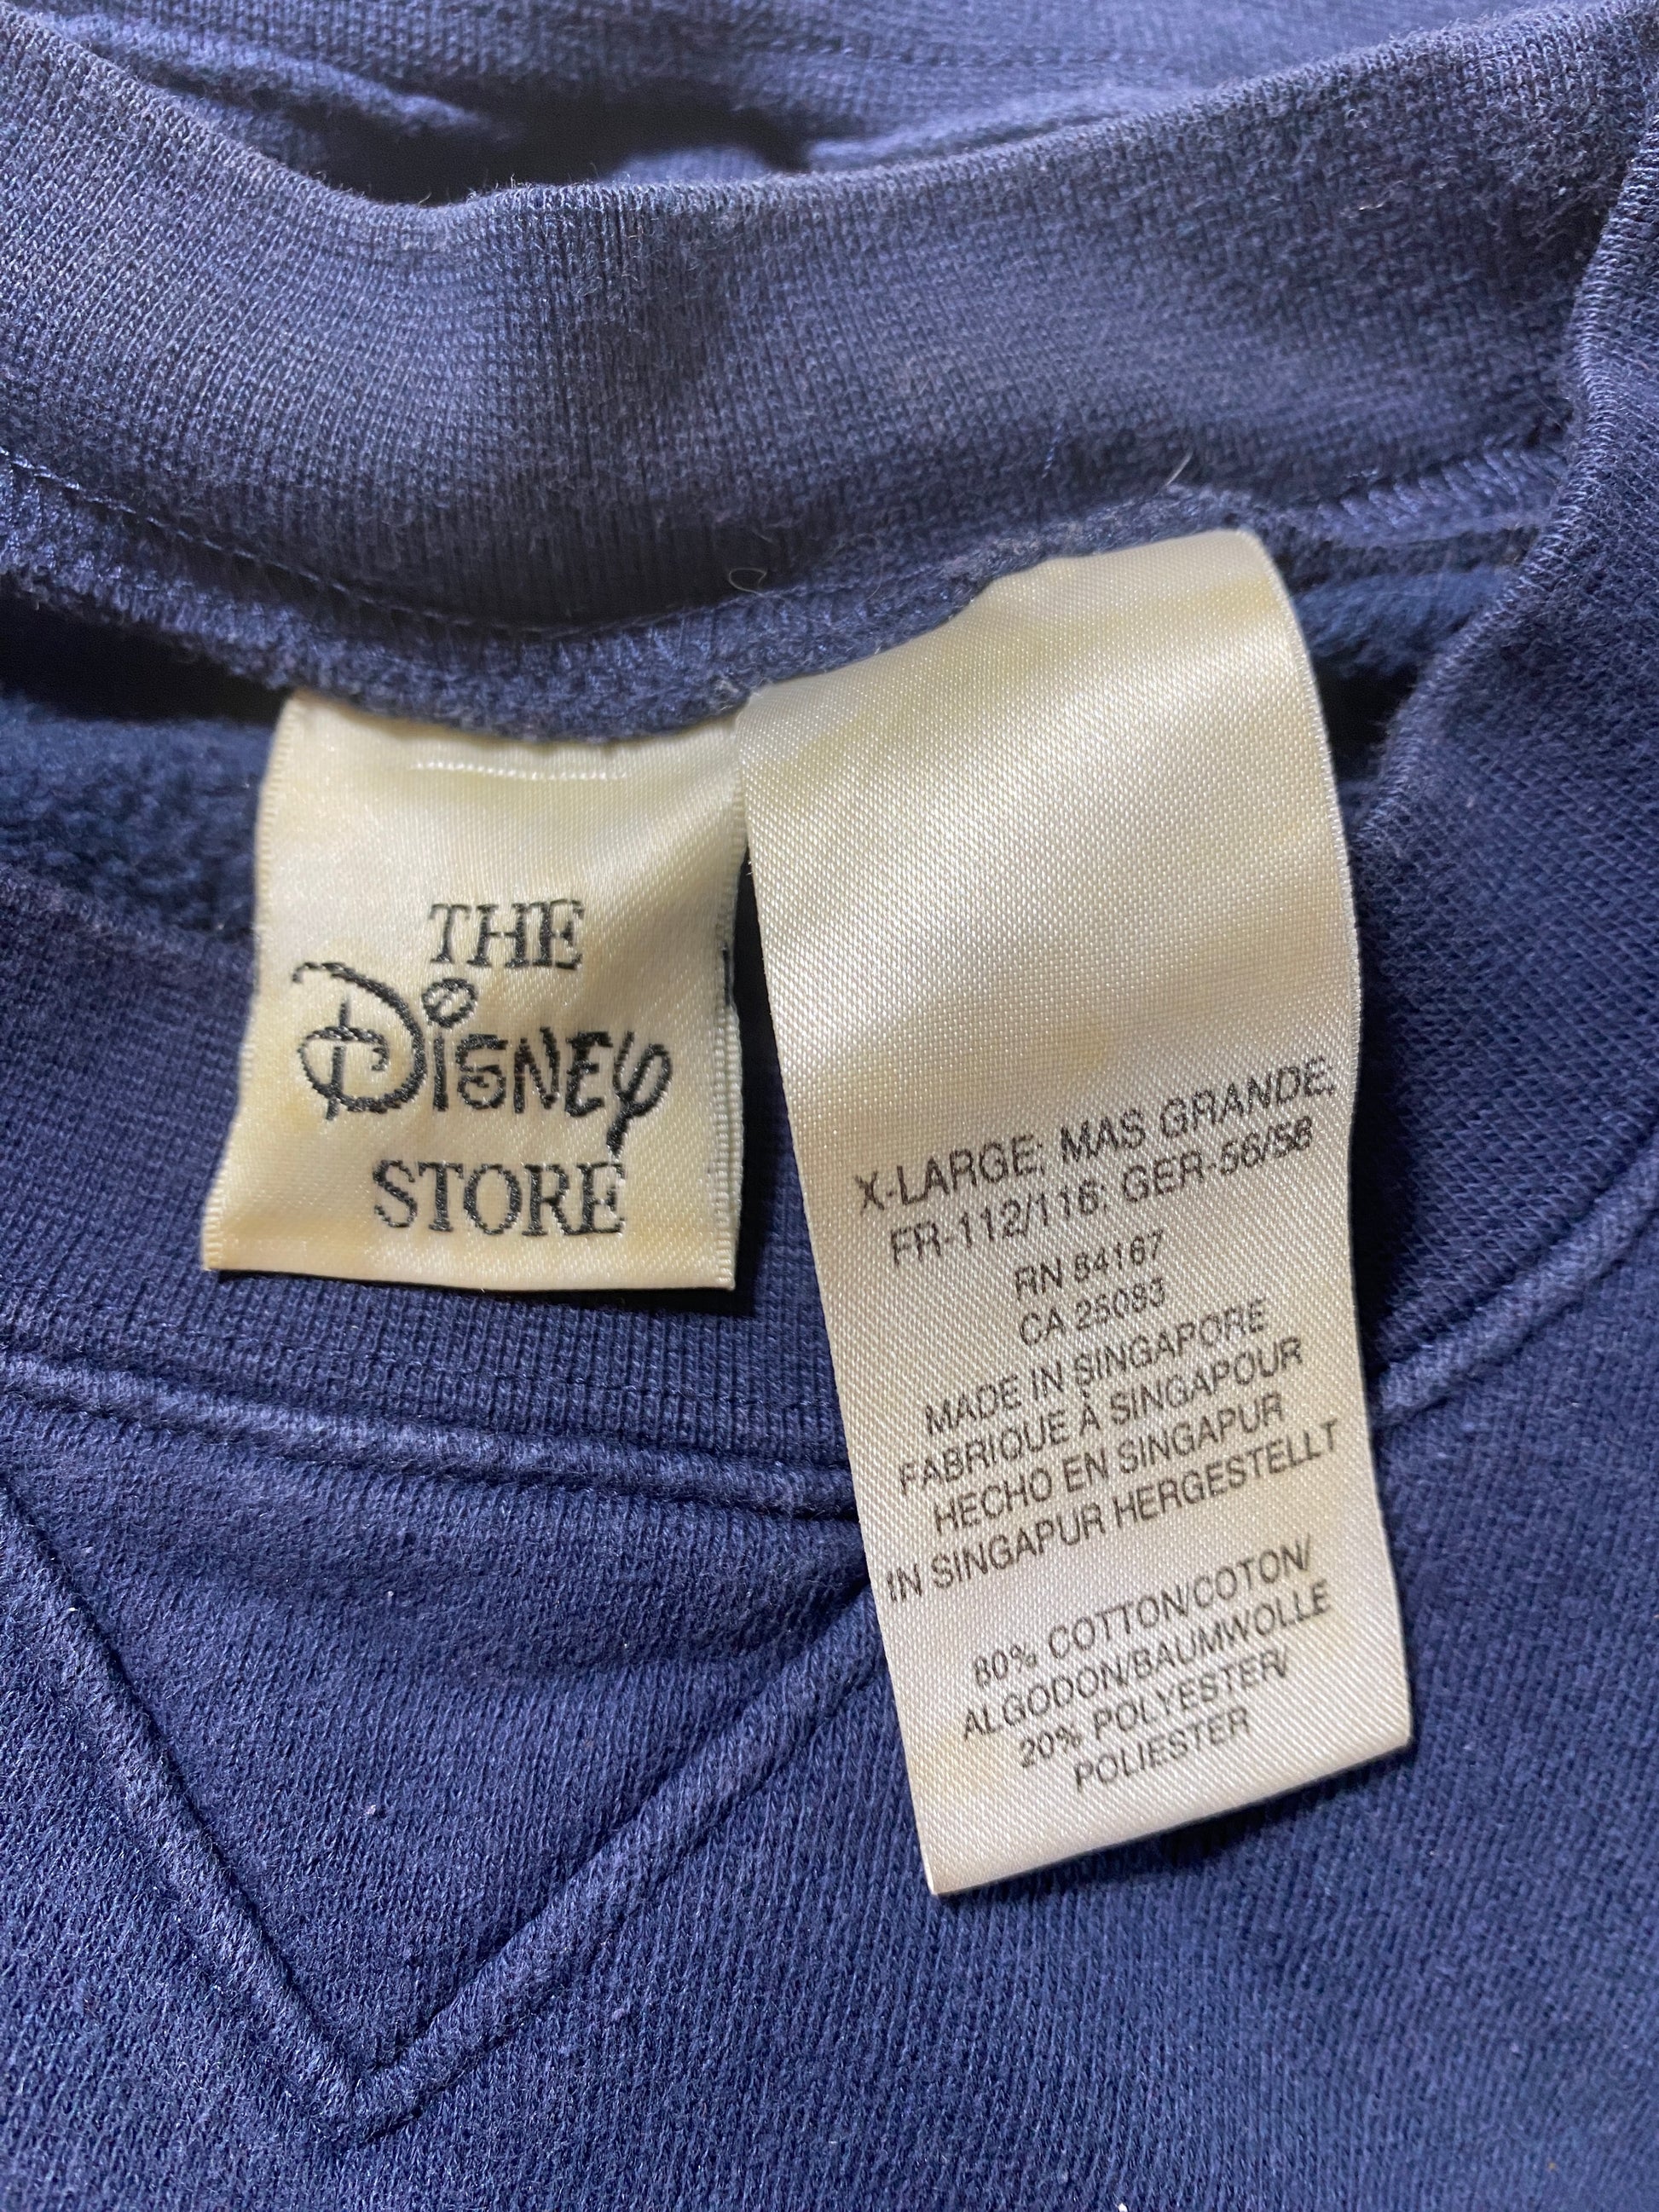 THE
Disney
STORE
X-LARGE; MAS GRANDE;
FR-112/116; GER-56/58
RN 84167
CA 25083
MADE IN SINGAPORE
FABRIQUE À SINGAPOUR
HECHO EN SINGAPUR
IN SINGAPUR HERGESTELLT
80% COTTON/COTON/
ALGODON/BAUMWOLLE
20% POLYESTER/
POLIESTER